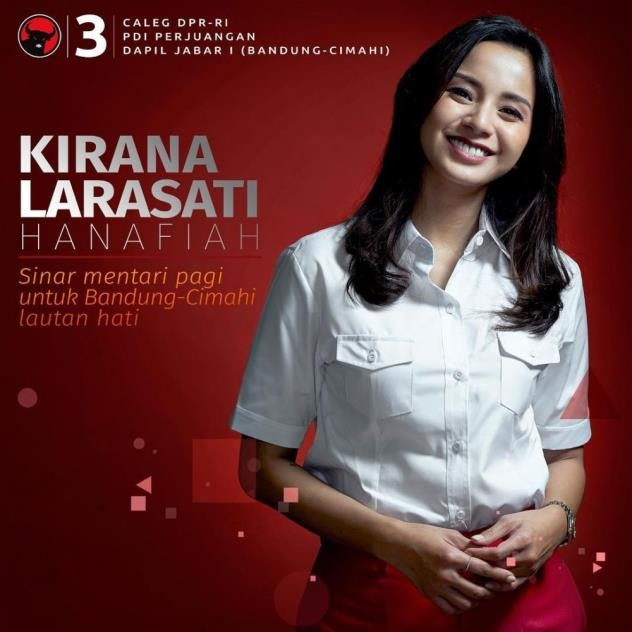 3
CALEG DPR-RI
PDI PERJUANGAN
DAPIL JABAR I (BANDUNG-CIMAHI)
KIRANA
LARASATI
HANAFIAH
Sinar mentari pagi
untuk Bandung-Cimahi
lautan hati